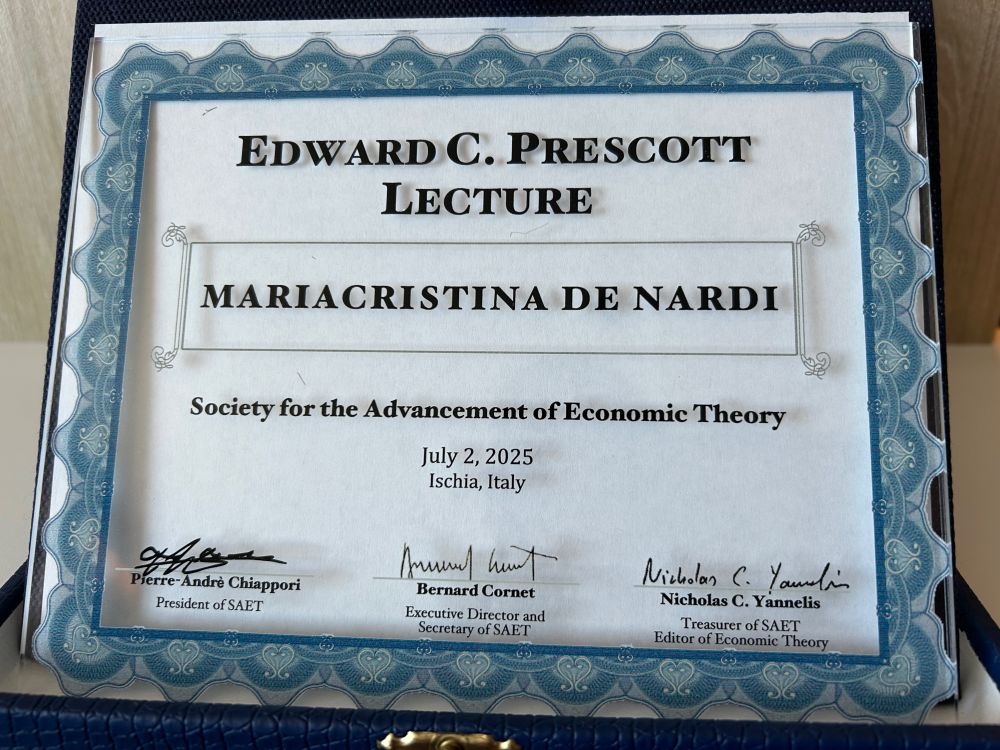 EDWARD C. PRESCOTT
LECTURE
MARIACRISTINA DE NARDI
Society for the Advancement of Economic Theory
July 2, 2025
Ischia, Italy
Nicholas C. Yannelis
Pierre-Andrè Chiappori
President of SAET
Bernard Cornet
Executive Director and
Secretary of SAET
Nicholas C. Yannelis
Treasurer of SAET
Editor of Economic Theory